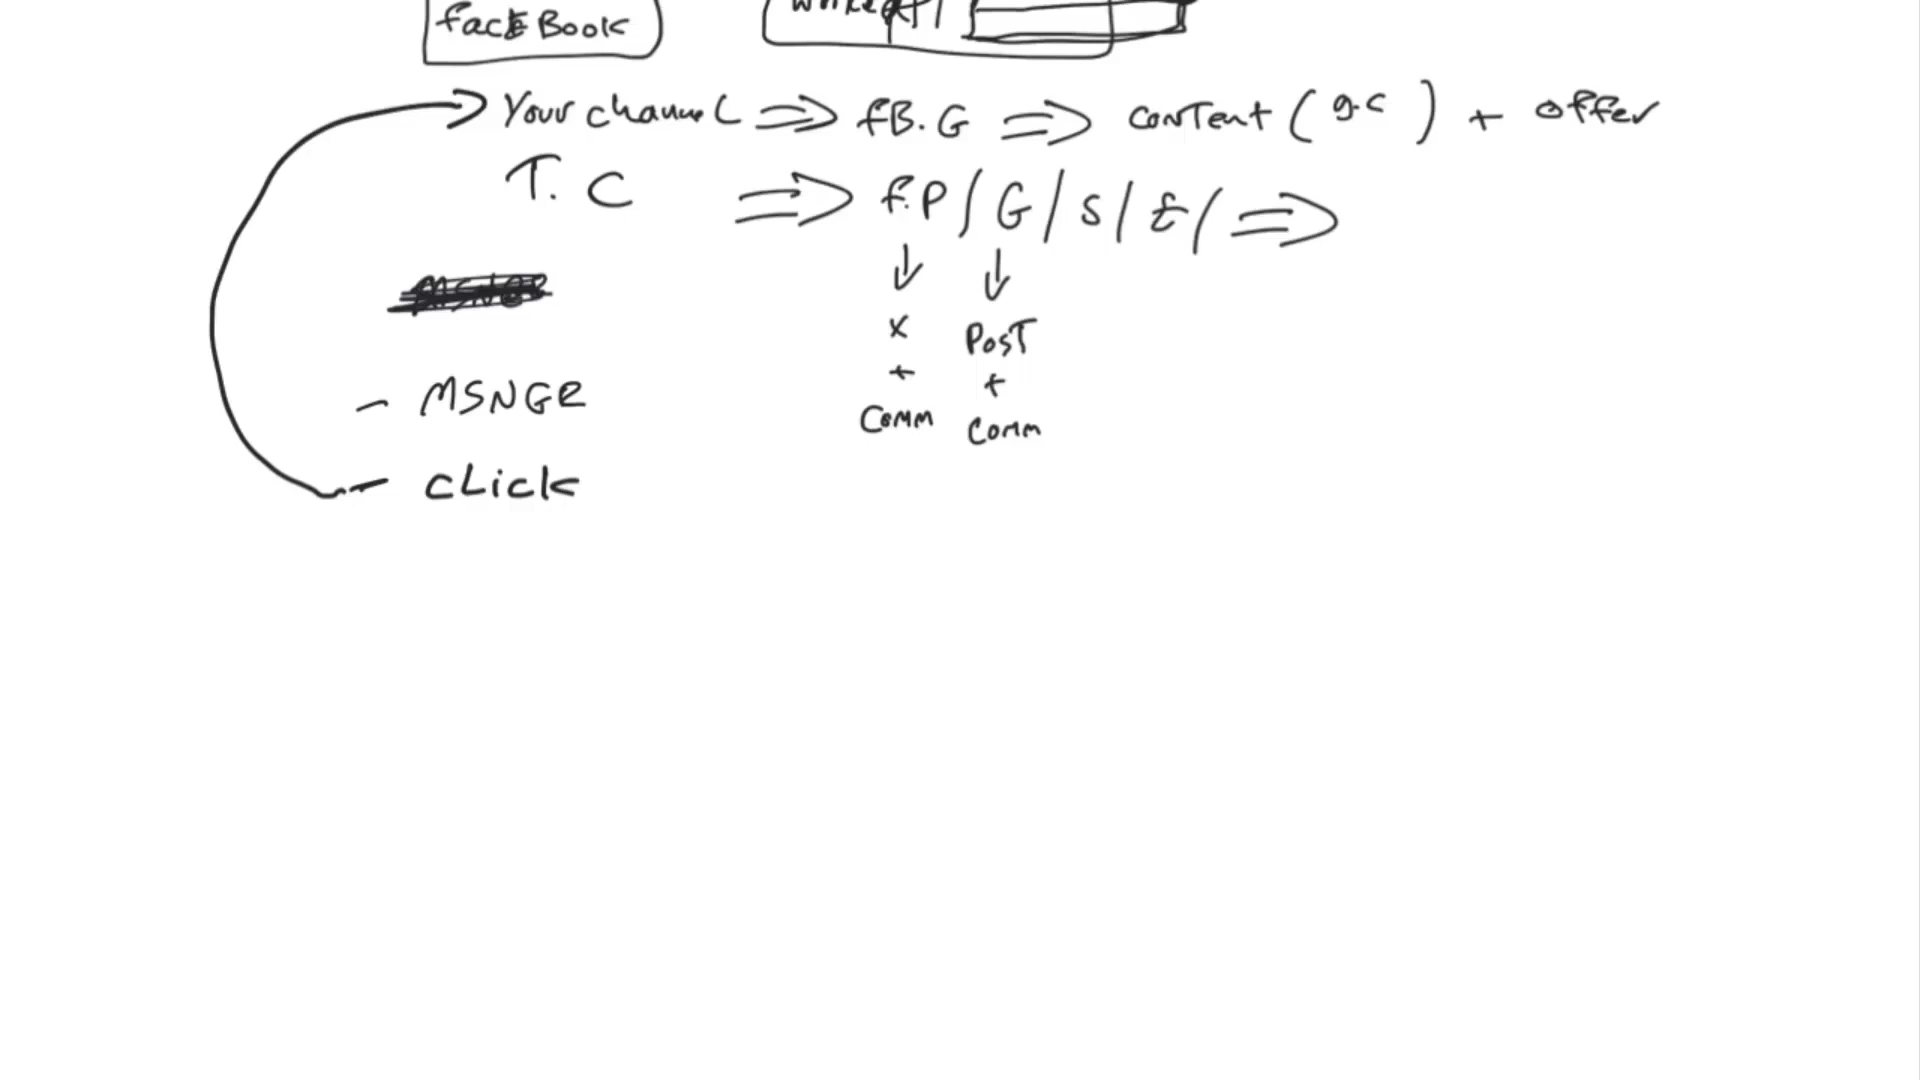 facEBook
Your channel ⇒ fB.G ⇒ conTenT ( g.c ) + offer
T. C ⇒ f.P / G / S / E / ⇒
↓ ↓
x PosT
+ +
Comm Comm
- MSNGR
- cLick